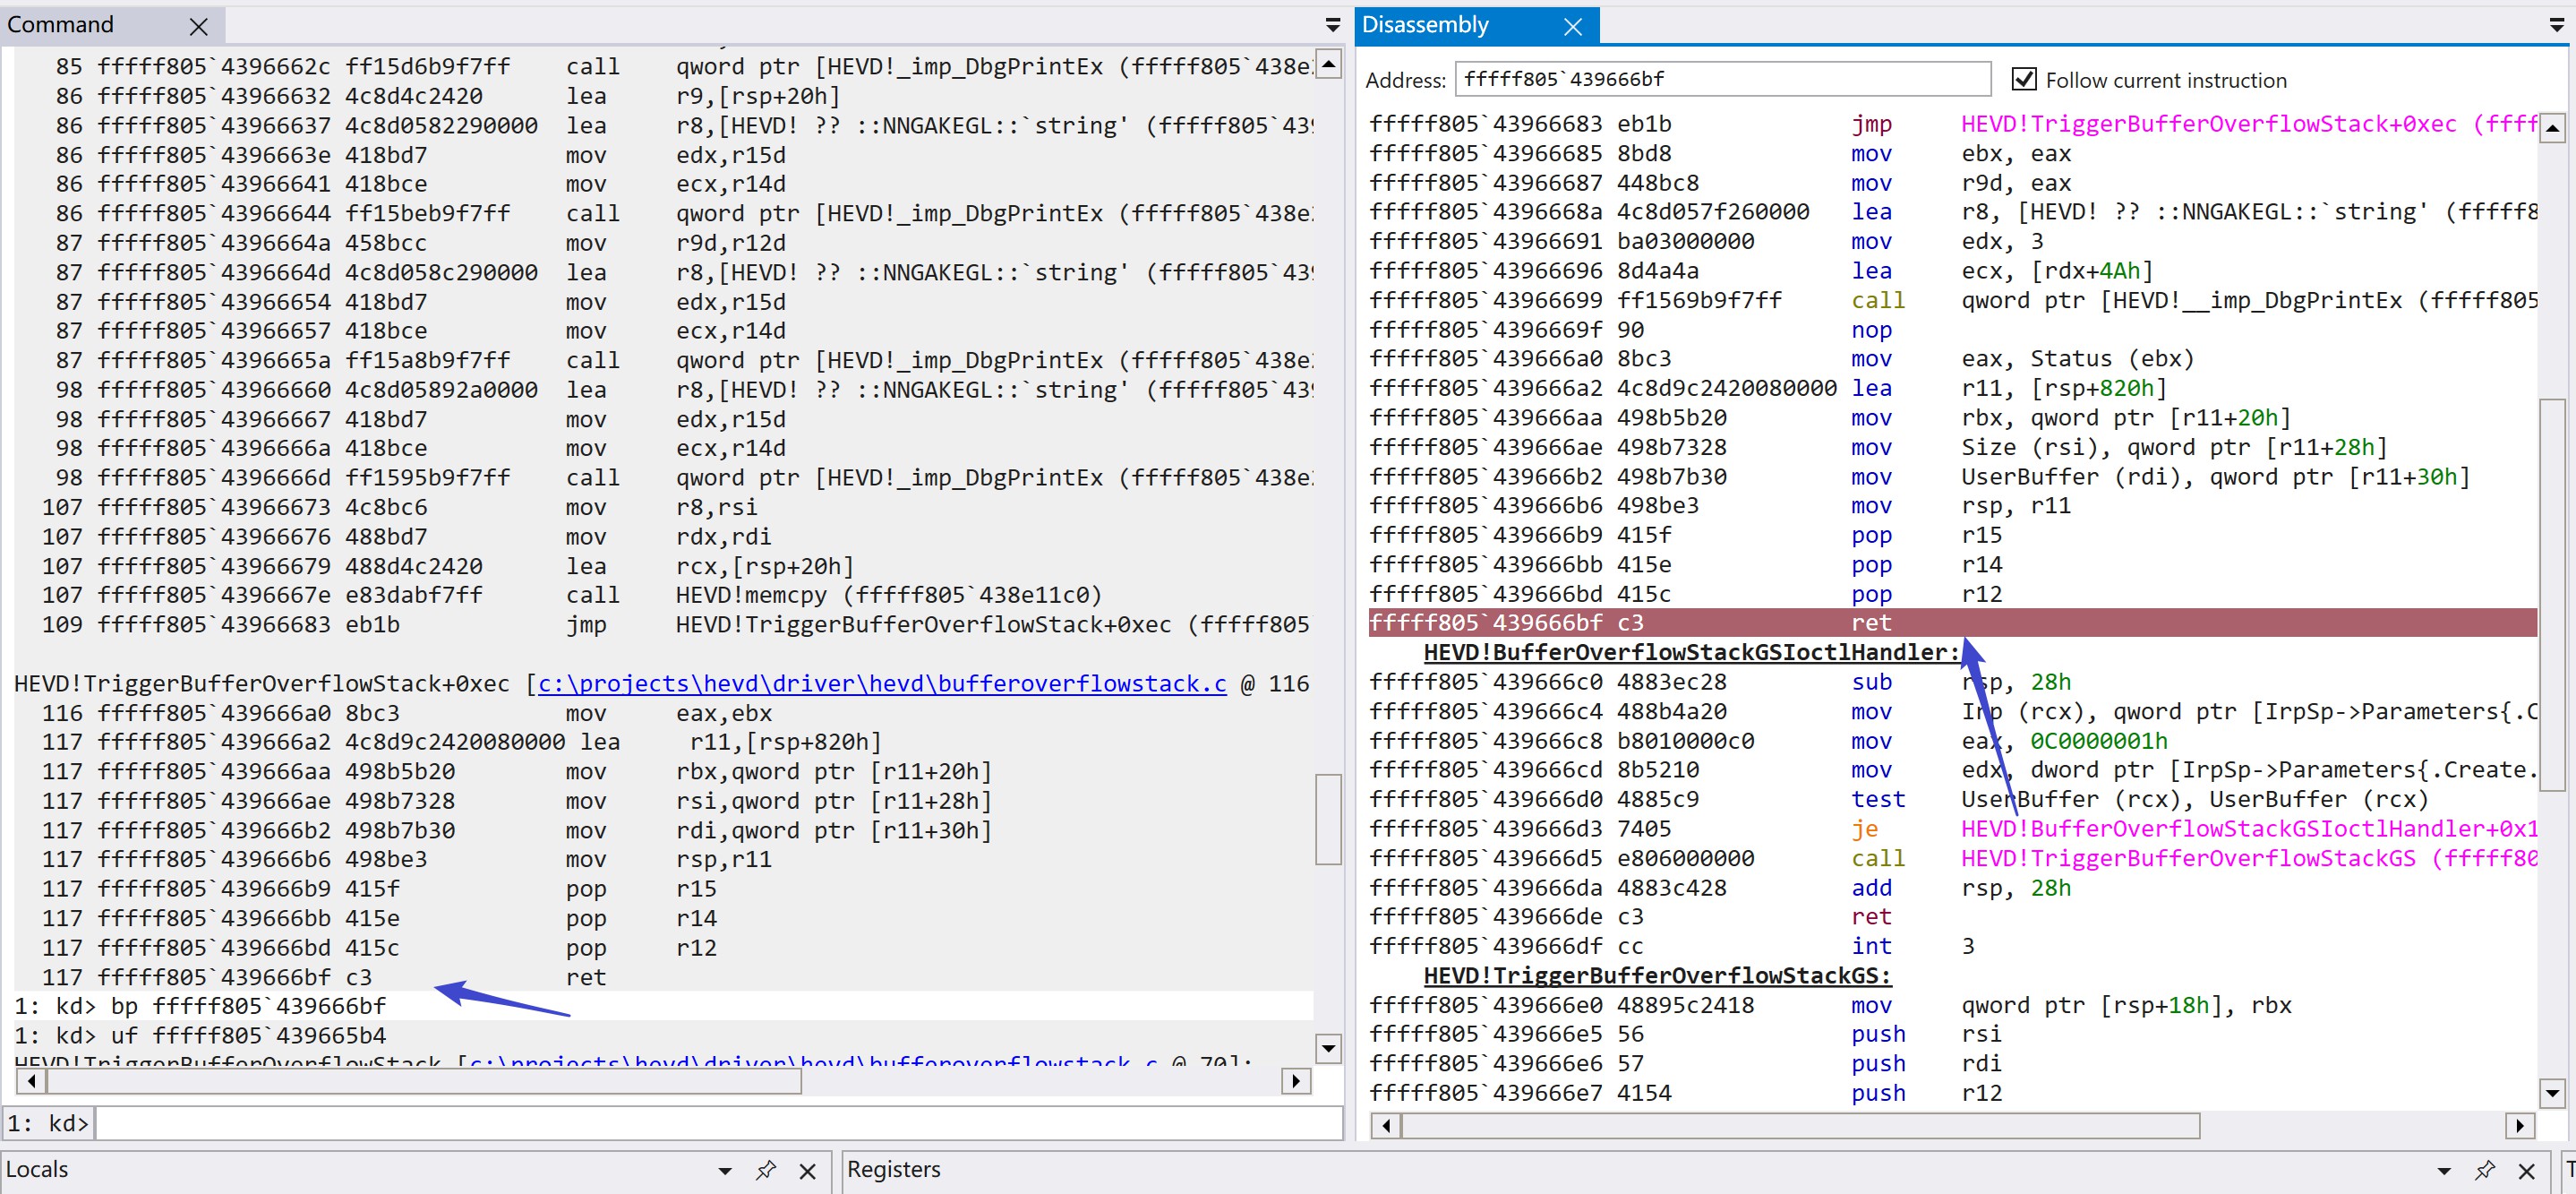 Command
85 fffff805`4396662c ff15d6b9f7ff call qword ptr [HEVD!_imp_DbgPrintEx (fffff805`438e
86 fffff805`43966632 4c8d4c2420 lea r9,[rsp+20h]
86 fffff805`43966637 4c8d0582290000 lea r8,[HEVD! ?? ::NNGAKEGL::`string' (fffff805`43
86 fffff805`4396663e 418bd7 mov edx,r15d
86 fffff805`43966641 418bce mov ecx,r14d
86 fffff805`43966644 ff15beb9f7ff call qword ptr [HEVD!_imp_DbgPrintEx (fffff805`438e
87 fffff805`4396664a 458bcc mov r9d,r12d
87 fffff805`4396664d 4c8d058c290000 lea r8,[HEVD! ?? ::NNGAKEGL::`string' (fffff805`43
87 fffff805`43966654 418bd7 mov edx,r15d
87 fffff805`43966657 418bce mov ecx,r14d
87 fffff805`4396665a ff15a8b9f7ff call qword ptr [HEVD!_imp_DbgPrintEx (fffff805`438e
98 fffff805`43966660 4c8d05892a0000 lea r8,[HEVD! ?? ::NNGAKEGL::`string' (fffff805`43
98 fffff805`43966667 418bd7 mov edx,r15d
98 fffff805`4396666a 418bce mov ecx,r14d
98 fffff805`4396666d ff1595b9f7ff call qword ptr [HEVD!_imp_DbgPrintEx (fffff805`438e
107 fffff805`43966673 4c8bc6 mov r8,rsi
107 fffff805`43966676 488bd7 mov rdx,rdi
107 fffff805`43966679 488d4c2420 lea rcx,[rsp+20h]
107 fffff805`4396667e e83dabf7ff call HEVD!memcpy (fffff805`438e11c0)
109 fffff805`43966683 eb1b jmp HEVD!TriggerBufferOverflowStack+0xec (fffff805
HEVD!TriggerBufferOverflowStack+0xec [c:\projects\hevd\driver\hevd\bufferoverflowstack.c @ 116
116 fffff805`439666a0 8bc3 mov eax,ebx
117 fffff805`439666a2 4c8d9c2420080000 lea r11,[rsp+820h]
117 fffff805`439666aa 498b5b20 mov rbx,qword ptr [r11+20h]
117 fffff805`439666ae 498b7328 mov rsi,qword ptr [r11+28h]
117 fffff805`439666b2 498b7b30 mov rdi,qword ptr [r11+30h]
117 fffff805`439666b6 498be3 mov rsp,r11
117 fffff805`439666b9 415f pop r15
117 fffff805`439666bb 415e pop r14
117 fffff805`439666bd 415c pop r12
117 fffff805`439666bf c3 ret
1: kd> bp fffff805`439666bf
1: kd> uf fffff805`439665b4
HEVD!TriggerBufferOverflowStack [c:\projects\hevd\driver\hevd\bufferoverflowstack.c @ 70]:
1: kd>
Disassembly
Address: fffff805`439666bf Follow current instruction
fffff805`43966683 eb1b jmp HEVD!TriggerBufferOverflowStack+0xec (ffff
fffff805`43966685 8bd8 mov ebx, eax
fffff805`43966687 448bc8 mov r9d, eax
fffff805`4396668a 4c8d057f260000 lea r8, [HEVD! ?? ::NNGAKEGL::`string' (fffff8
fffff805`43966691 ba03000000 mov edx, 3
fffff805`43966696 8d4a4a lea ecx, [rdx+4Ah]
fffff805`43966699 ff1569b9f7ff call qword ptr [HEVD!__imp_DbgPrintEx (fffff805
fffff805`4396669f 90 nop
fffff805`439666a0 8bc3 mov eax, Status (ebx)
fffff805`439666a2 4c8d9c2420080000 lea r11, [rsp+820h]
fffff805`439666aa 498b5b20 mov rbx, qword ptr [r11+20h]
fffff805`439666ae 498b7328 mov Size (rsi), qword ptr [r11+28h]
fffff805`439666b2 498b7b30 mov UserBuffer (rdi), qword ptr [r11+30h]
fffff805`439666b6 498be3 mov rsp, r11
fffff805`439666b9 415f pop r15
fffff805`439666bb 415e pop r14
fffff805`439666bd 415c pop r12
fffff805`439666bf c3 ret
HEVD!BufferOverflowStackGSIoctlHandler:
fffff805`439666c0 4883ec28 sub rsp, 28h
fffff805`439666c4 488b4a20 mov Irp (rcx), qword ptr [IrpSp->Parameters{.C
fffff805`439666c8 b8010000c0 mov eax, 0C0000001h
fffff805`439666cd 8b5210 mov edx, dword ptr [IrpSp->Parameters{.Create.
fffff805`439666d0 4885c9 test UserBuffer (rcx), UserBuffer (rcx)
fffff805`439666d3 7405 je HEVD!BufferOverflowStackGSIoctlHandler+0x1
fffff805`439666d5 e806000000 call HEVD!TriggerBufferOverflowStackGS (fffff80
fffff805`439666da 4883c428 add rsp, 28h
fffff805`439666de c3 ret
fffff805`439666df cc int 3
HEVD!TriggerBufferOverflowStackGS:
fffff805`439666e0 48895c2418 mov qword ptr [rsp+18h], rbx
fffff805`439666e5 56 push rsi
fffff805`439666e6 57 push rdi
fffff805`439666e7 4154 push r12
Locals
Registers